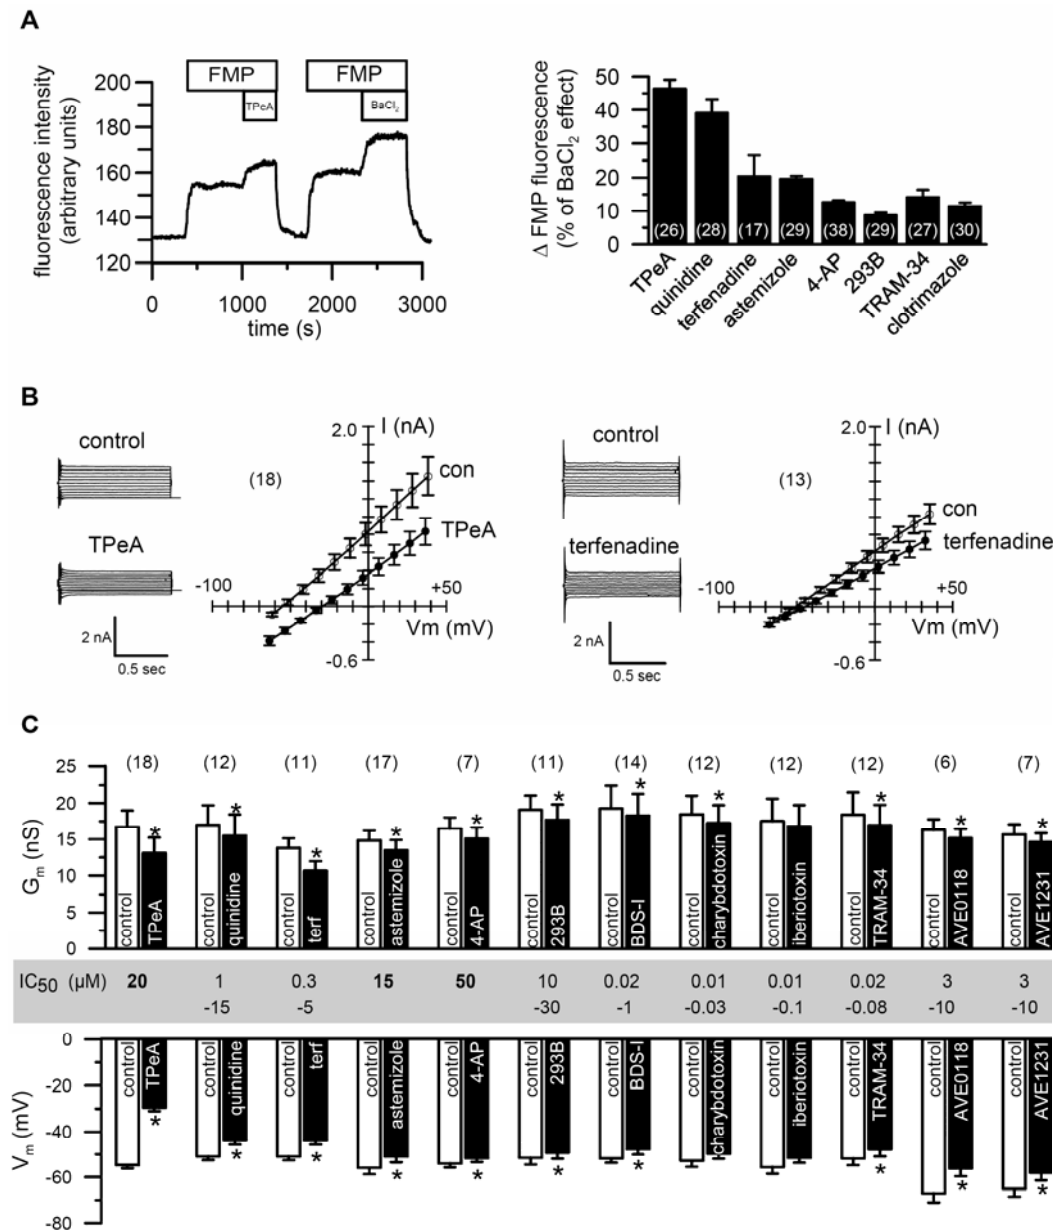 A
fluorescence intensity
(arbitrary units)
200
180
160
140
120
FMP
TPeA
FMP
BaCl2
0
1000
2000
3000
time (s)
Δ FMP fluorescence
(% of BaCl2 effect)
50
40
30
20
10
0
(26)
(28)
(17)
(29)
(38)
(29)
(27)
(30)
TPeA
quinidine
terfenadine
astemizole
4-AP
293B
TRAM-34
clotrimazole
B
control
TPeA
2 nA
0.5 sec
(18)
2.0
I (nA)
con
TPeA
-100
+50
Vm (mV)
-0.6
control
terfenadine
2 nA
0.5 sec
(13)
2.0
I (nA)
con
terfenadine
-100
+50
Vm (mV)
-0.6
C
(18) (12) (11) (17) (7) (11) (14) (12) (12) (12) (6) (7)
Gm (nS)
25
20
15
10
5
0
* * * * * * * * * * *
control TPeA
control quinidine
control terf
control astemizole
control 4-AP
control 293B
control BDS-I
control charybdotoxin
control iberiotoxin
control TRAM-34
control AVE0118
control AVE1231
IC50 (µM) 20 1 0.3 15 50 10 0.02 0.01 0.01 0.02 3 3
-15 -5 -30 -1 -0.03 -0.1 -0.08 -10 -10
Vm (mV)
0
-20
-40
-60
-80
control TPeA
control quinidine
control terf
control astemizole
control 4-AP
control 293B
control BDS-I
control charybdotoxin
control iberiotoxin
control TRAM-34
control AVE0118
control AVE1231
* * * * * * * * * *